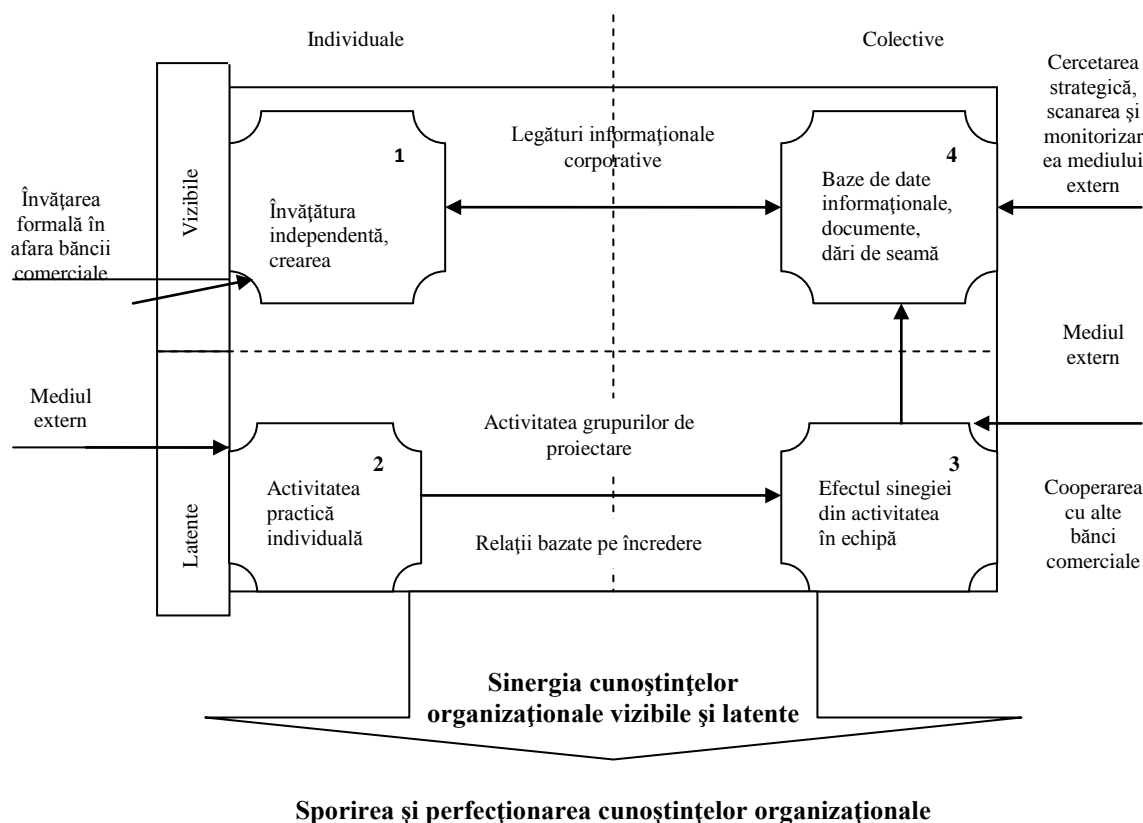 Individuale
Colective
Cercetarea
strategică,
scanarea şi
monitorizar
ea mediului
extern
Vizibile
Învăţarea
formală în
afara băncii
comerciale
1
Învăţătura
independentă,
crearea
Legături informaţionale
corporative
4
Baze de date
informaţionale,
documente,
dări de seamă
Mediul
extern
Mediul
extern
Latente
2
Activitatea
practică
individuală
Activitatea grupurilor de
proiectare
Relaţii bazate pe încredere
3
Efectul sinegiei
din activitatea
în echipă
Cooperarea
cu alte
bănci
comerciale
Sinergia cunoştinţelor
organizaţionale vizibile şi latente
Sporirea şi perfecţionarea cunoştinţelor organizaţionale